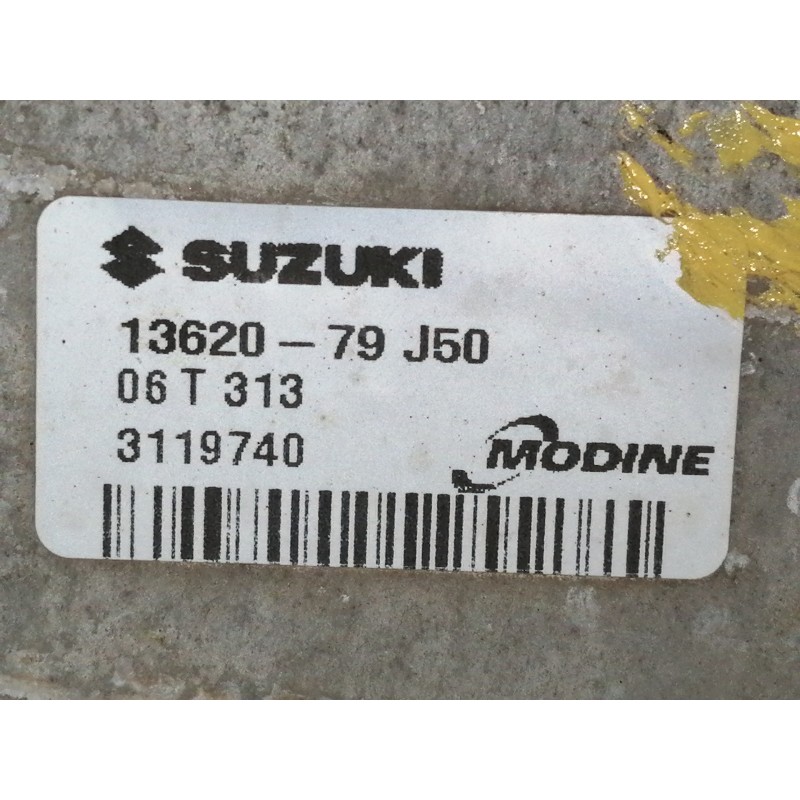 SUZUKI
13620-79 J50
06 T 313
3119740
MODINE